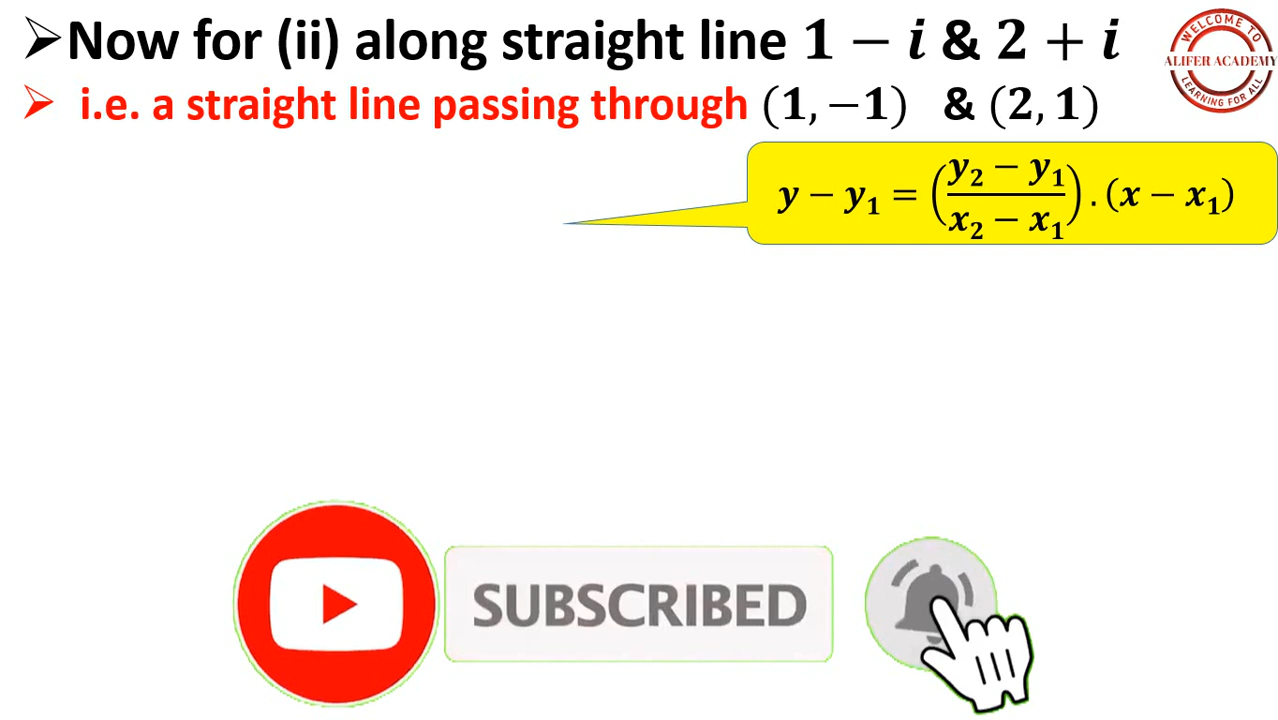 ➢Now for (ii) along straight line 1 − i & 2 + i
➢ i.e. a straight line passing through (1, −1) & (2, 1)
WELCOME TO
ALIFER ACADEMY
LEARNING FOR ALL
y − y₁ = ((y₂ − y₁)/(x₂ − x₁)) . (x − x₁)
SUBSCRIBED